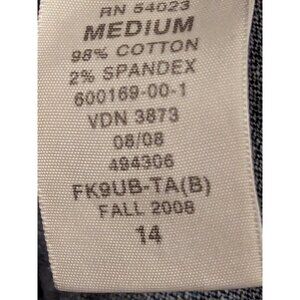 RN 54023
MEDIUM
98% COTTON
2% SPANDEX
600169-00-1
VDN 3873
08/08
494306
FK9UB-TA(B)
FALL 2008
14